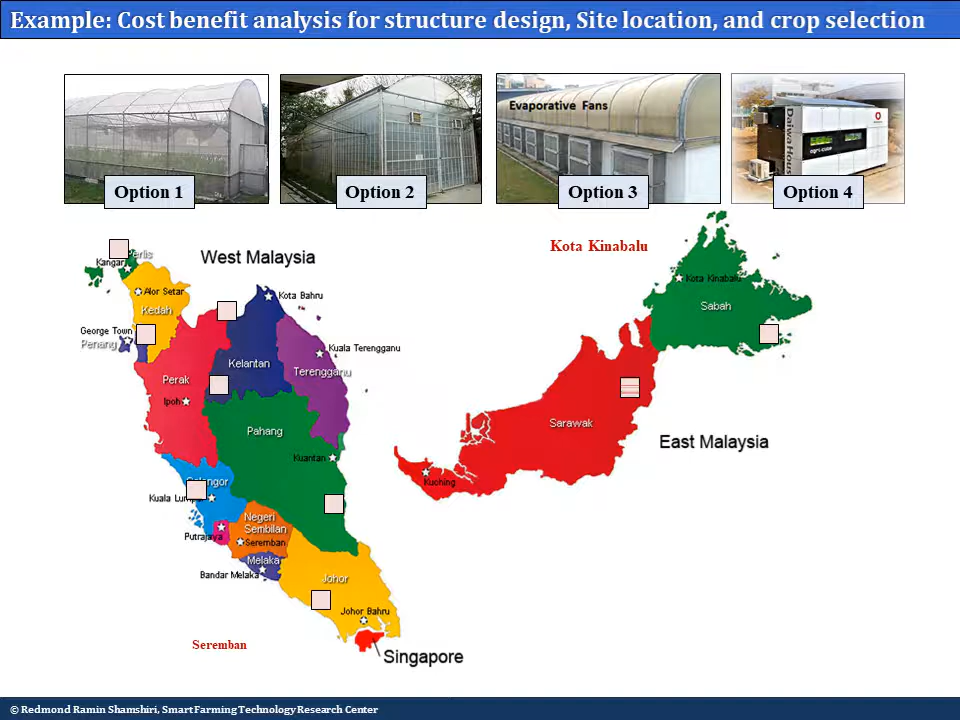 Example: Cost benefit analysis for structure design, Site location, and crop selection
Evaporative Fans
Daiwa House
agri-cube
Option 1
Option 2
Option 3
Option 4
Kota Kinabalu
West Malaysia
Perlis
Kangar
Alor Setar
Kedah
Kota Bahru
Kota Kinabalu
Sabah
George Town
Penang
Kuala Terengganu
Kelantan
Terengganu
Perak
Ipoh
Pahang
Sarawak
East Malaysia
Kuantan
Kuching
Kuala
Negeri
Sembilan
Putrajaya
Seremban
Melaka
Bandar Melaka
Johor
Johor Bahru
Seremban
Singapore
© Redmond Ramin Shamshiri, Smart Farming Technology Research Center